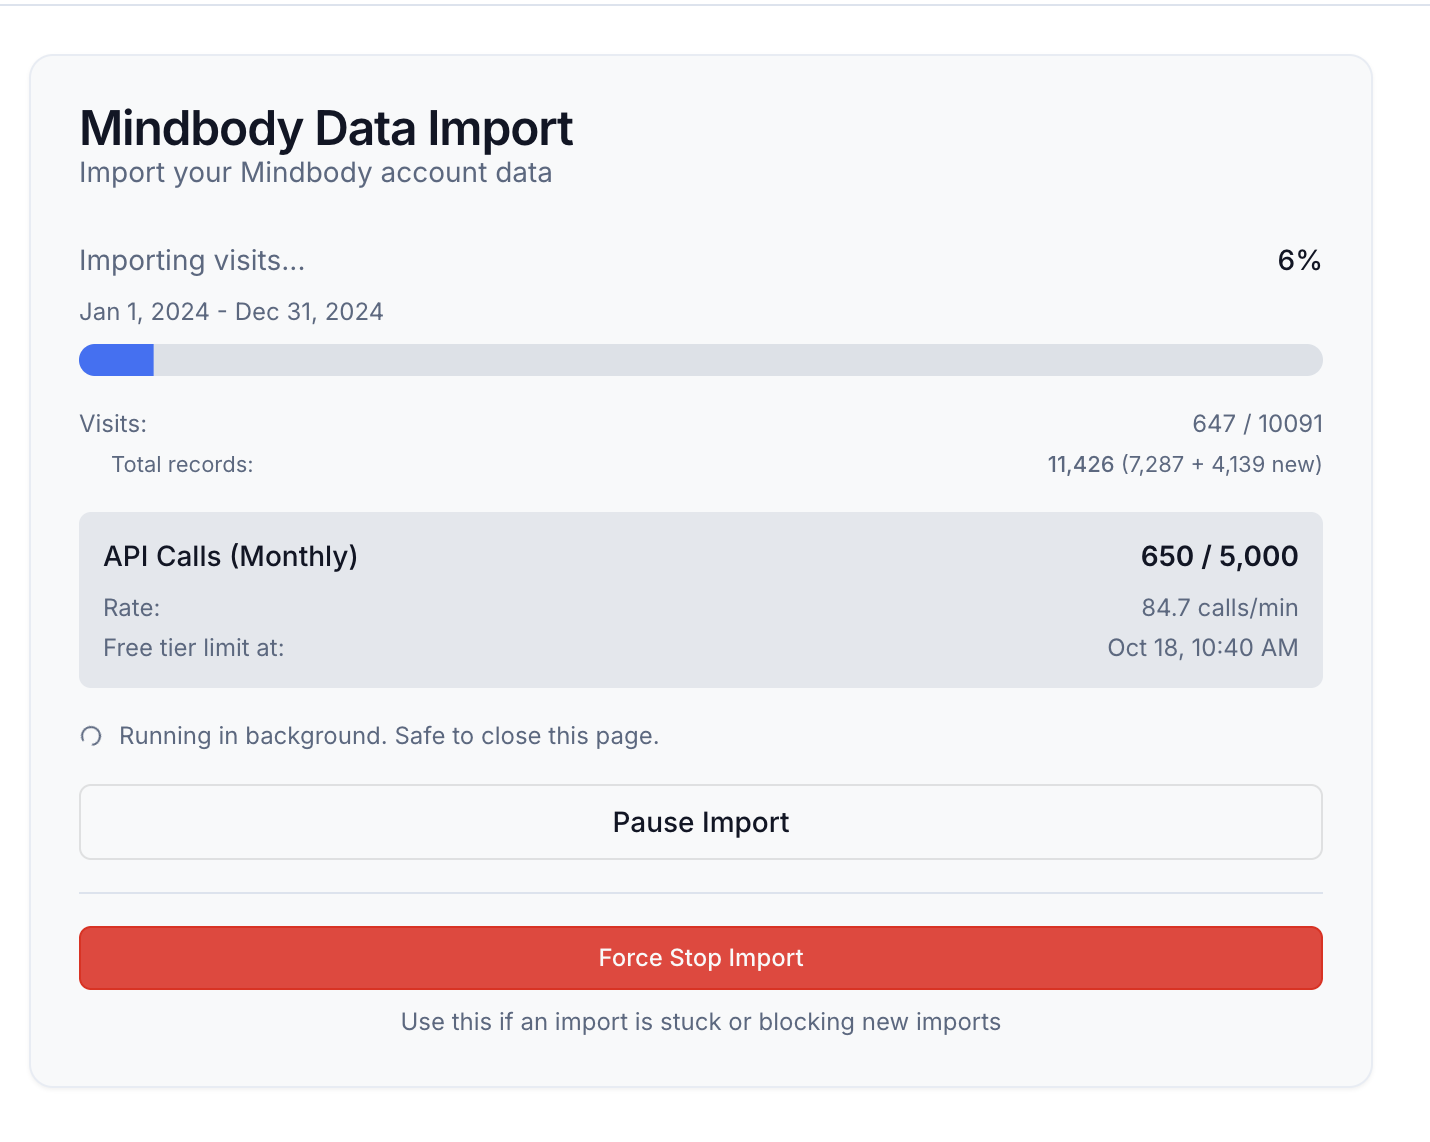 Mindbody Data Import
Import your Mindbody account data
Importing visits... 6%
Jan 1, 2024 - Dec 31, 2024
Visits: 647 / 10091
Total records: 11,426 (7,287 + 4,139 new)
API Calls (Monthly) 650 / 5,000
Rate: 84.7 calls/min
Free tier limit at: Oct 18, 10:40 AM
Running in background. Safe to close this page.
Pause Import
Force Stop Import
Use this if an import is stuck or blocking new imports